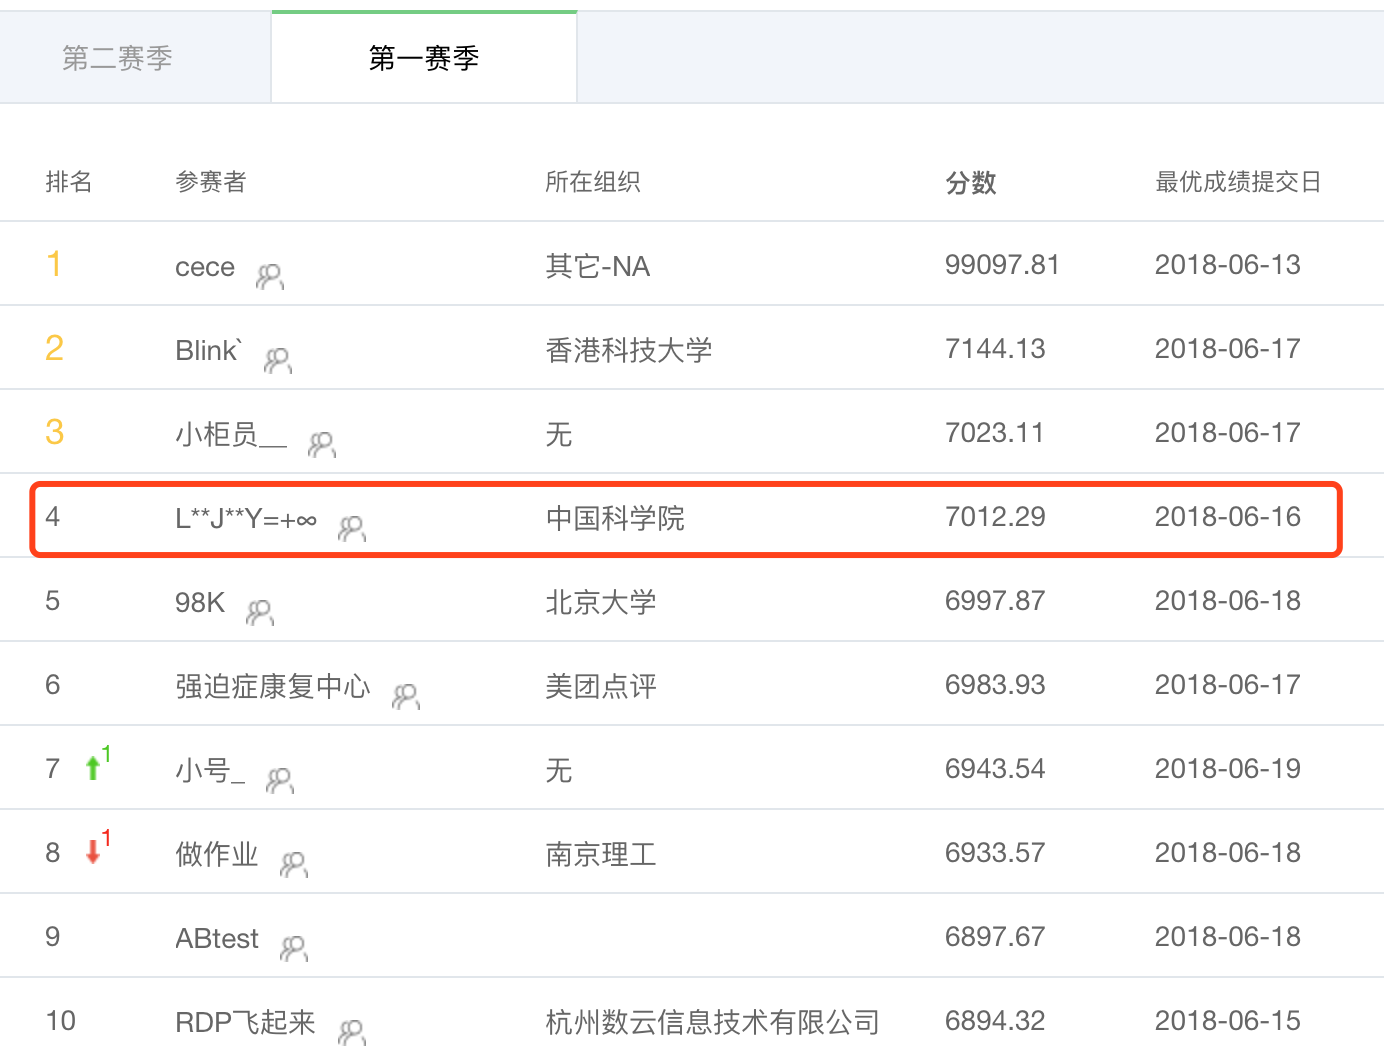 第二赛季 第一赛季
排名 参赛者 所在组织 分数 最优成绩提交日
1 cece 其它-NA 99097.81 2018-06-13
2 Blink` 香港科技大学 7144.13 2018-06-17
3 小柜员__ 无 7023.11 2018-06-17
4 L**J**Y=+∞ 中国科学院 7012.29 2018-06-16
5 98K 北京大学 6997.87 2018-06-18
6 强迫症康复中心 美团点评 6983.93 2018-06-17
7 1 小号_ 无 6943.54 2018-06-19
8 1 做作业 南京理工 6933.57 2018-06-18
9 ABtest 6897.67 2018-06-18
10 RDP飞起来 杭州数云信息技术有限公司 6894.32 2018-06-15